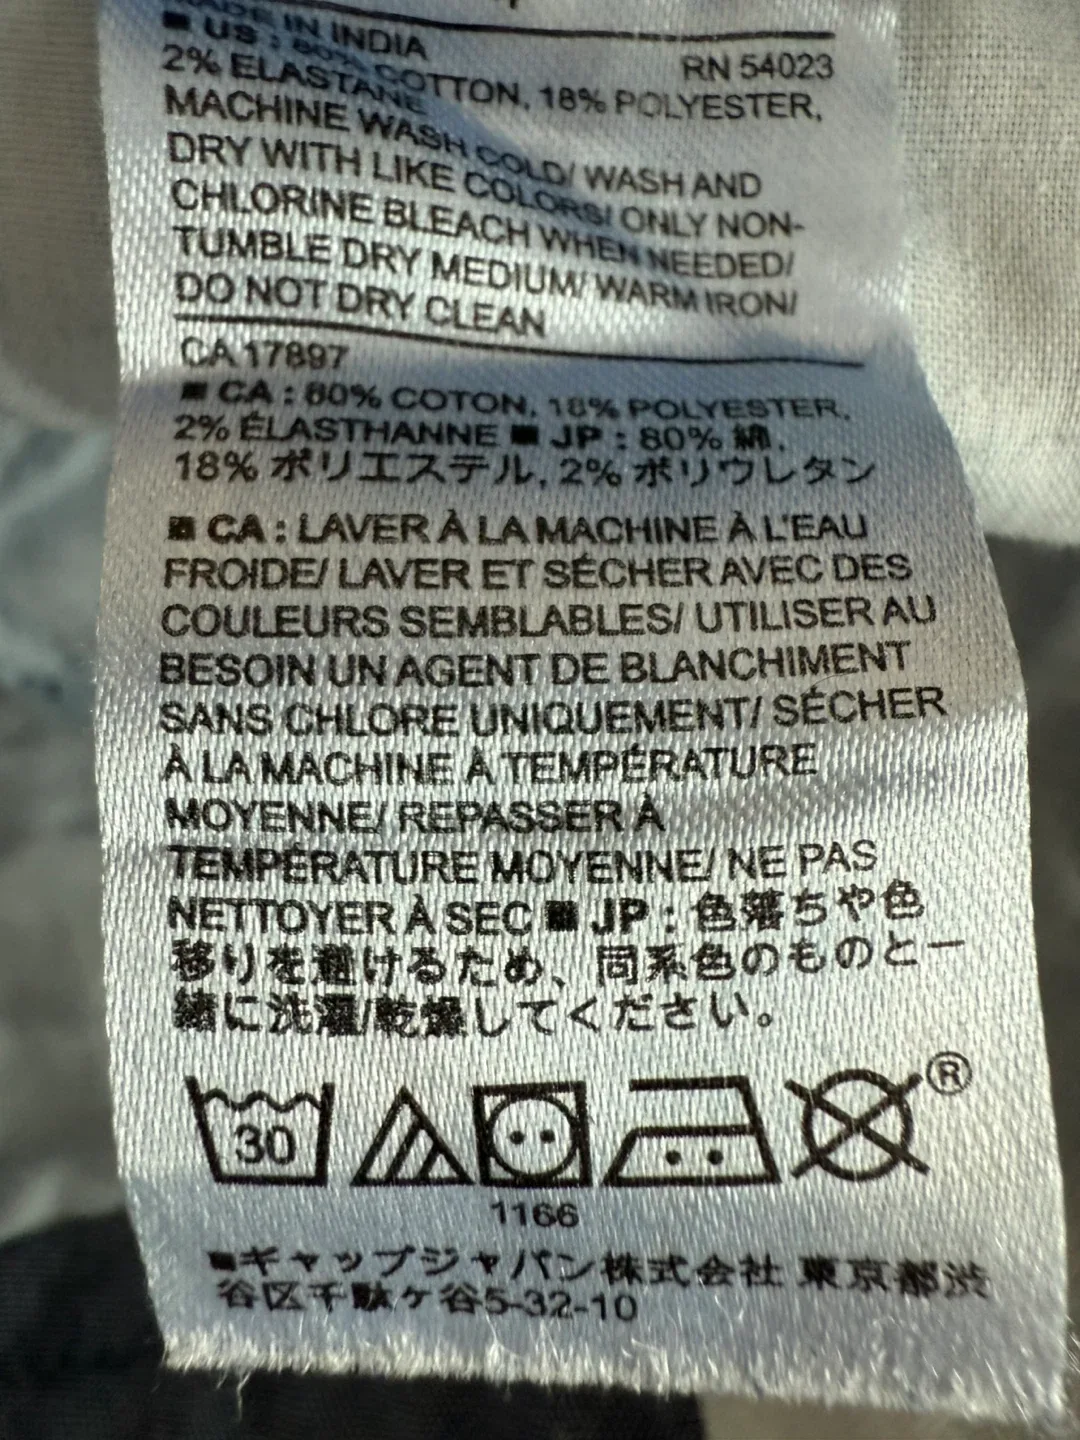 MADE IN INDIA
RN 54023
■ US : 80% COTTON, 18% POLYESTER,
2% ELASTANE
MACHINE WASH COLD/ WASH AND
DRY WITH LIKE COLORS/ ONLY NON-
CHLORINE BLEACH WHEN NEEDED/
TUMBLE DRY MEDIUM/ WARM IRON/
DO NOT DRY CLEAN
CA 17897
■ CA : 80% COTON, 18% POLYESTER,
2% ÉLASTHANNE ■ JP : 80% 綿,
18% ポリエステル, 2% ポリウレタン
■ CA : LAVER À LA MACHINE À L'EAU
FROIDE/ LAVER ET SÉCHER AVEC DES
COULEURS SEMBLABLES/ UTILISER AU
BESOIN UN AGENT DE BLANCHIMENT
SANS CHLORE UNIQUEMENT/ SÉCHER
À LA MACHINE À TEMPÉRATURE
MOYENNE/ REPASSER À
TEMPÉRATURE MOYENNE/ NE PAS
NETTOYER À SEC ■ JP : 色落ちや色
移りを避けるため、同系色のものと一
緒に洗濯/乾燥してください。
30
®
1166
■ギャップジャパン株式会社 東京都渋
谷区千駄ケ谷5-32-10